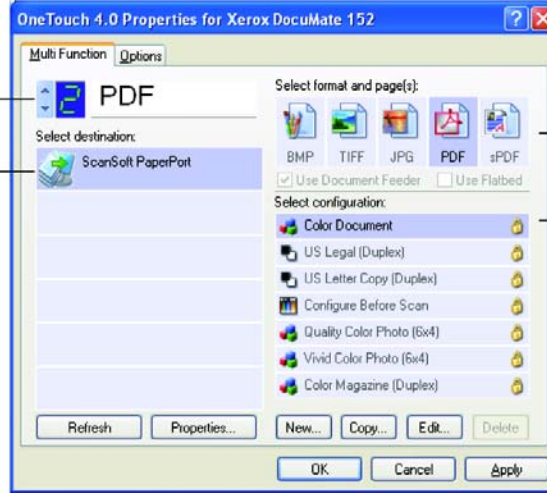 OneTouch 4.0 Properties for Xerox DocuMate 152
Multi Function Options
2 PDF
Select destination:
ScanSoft PaperPort
Select format and page(s):
BMP TIFF JPG PDF sPDF
Use Document Feeder Use Flatbed
Select configuration:
Color Document
US Legal (Duplex)
US Letter Copy (Duplex)
Configure Before Scan
Quality Color Photo (6x4)
Vivid Color Photo (6x4)
Color Magazine (Duplex)
Refresh Properties... New... Copy... Edit... Delete
OK Cancel Apply